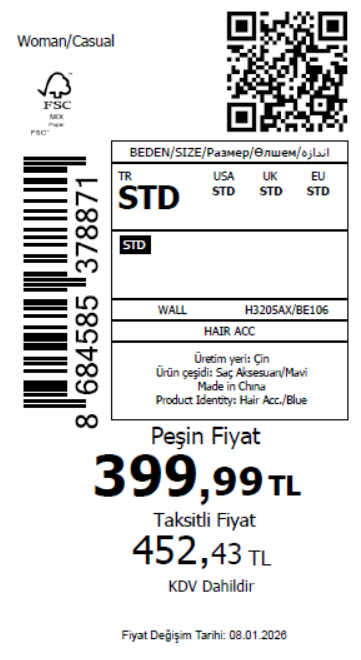 Woman/Casual
FSC
MIX
Paper
FSC™
BEDEN/SIZE/Размер/Өлшем/اندازه
TR USA UK EU
STD STD STD STD
STD
WALL H3205AX/BE106
HAIR ACC
Üretim yeri: Çin
Ürün çeşidi: Saç Aksesuarı/Mavi
Made in China
Product Identity: Hair Acc./Blue
8 684585 378871
Peşin Fiyat
399,99 TL
Taksitli Fiyat
452,43 TL
KDV Dahildir
Fiyat Değişim Tarihi: 08.01.2026